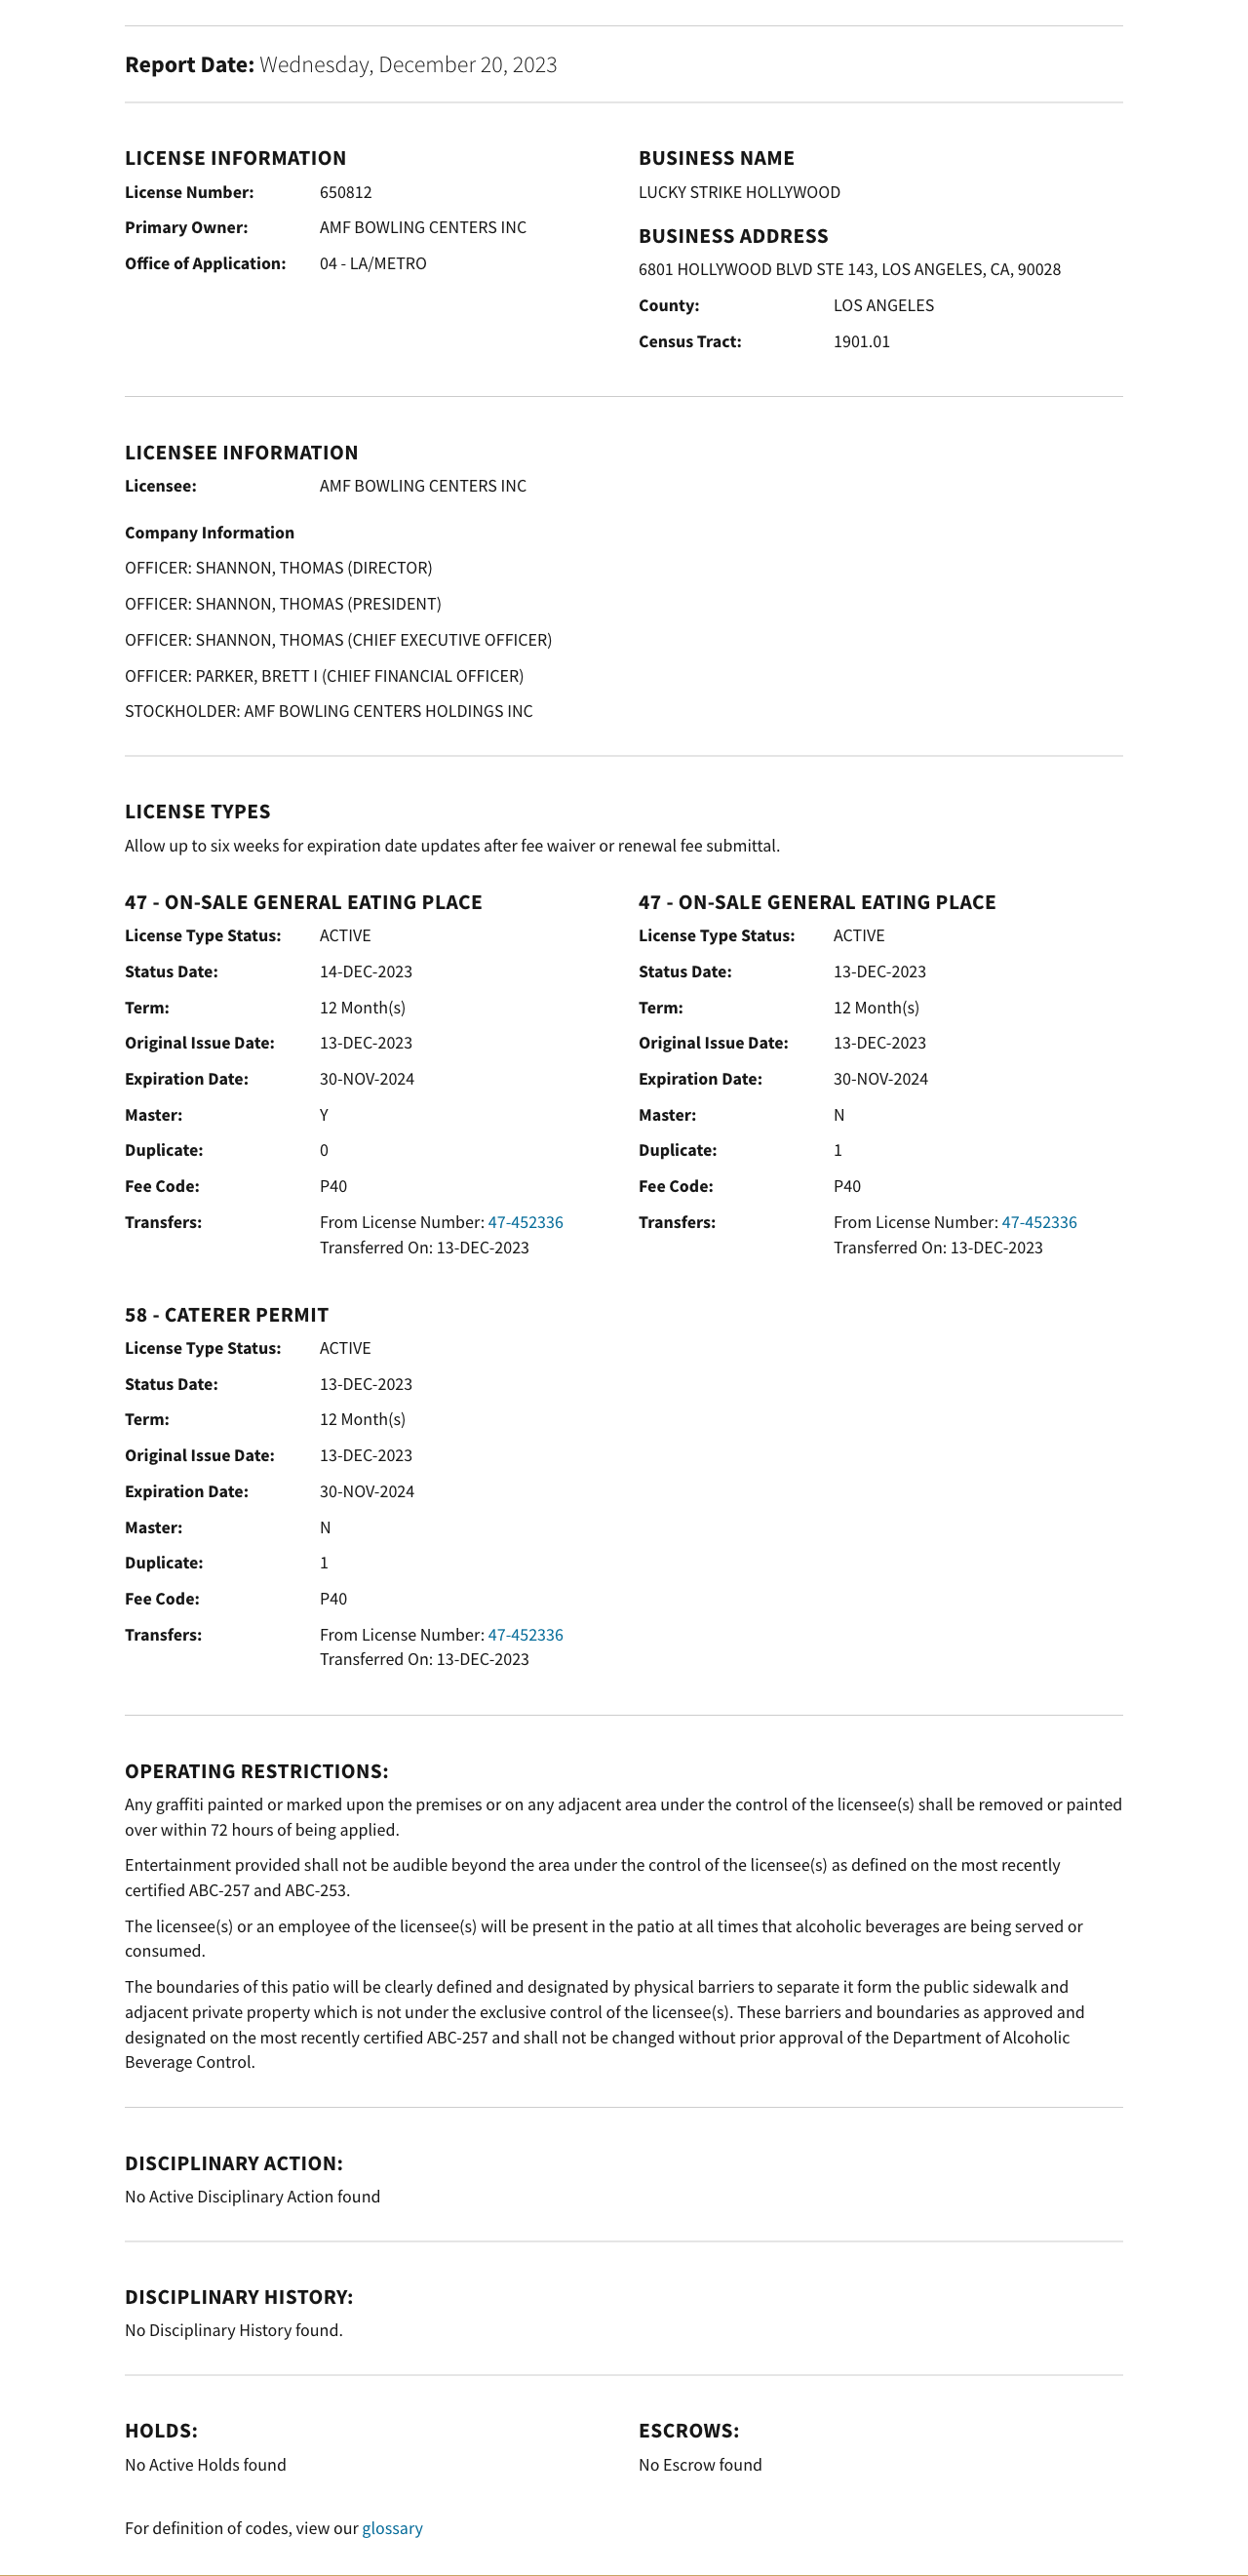 Report Date: Wednesday, December 20, 2023
LICENSE INFORMATION
License Number: 650812
Primary Owner: AMF BOWLING CENTERS INC
Office of Application: 04 - LA/METRO
BUSINESS NAME
LUCKY STRIKE HOLLYWOOD
BUSINESS ADDRESS
6801 HOLLYWOOD BLVD STE 143, LOS ANGELES, CA, 90028
County: LOS ANGELES
Census Tract: 1901.01
LICENSEE INFORMATION
Licensee: AMF BOWLING CENTERS INC
Company Information
OFFICER: SHANNON, THOMAS (DIRECTOR)
OFFICER: SHANNON, THOMAS (PRESIDENT)
OFFICER: SHANNON, THOMAS (CHIEF EXECUTIVE OFFICER)
OFFICER: PARKER, BRETT I (CHIEF FINANCIAL OFFICER)
STOCKHOLDER: AMF BOWLING CENTERS HOLDINGS INC
LICENSE TYPES
Allow up to six weeks for expiration date updates after fee waiver or renewal fee submittal.
47 - ON-SALE GENERAL EATING PLACE
License Type Status: ACTIVE
Status Date: 14-DEC-2023
Term: 12 Month(s)
Original Issue Date: 13-DEC-2023
Expiration Date: 30-NOV-2024
Master: Y
Duplicate: 0
Fee Code: P40
Transfers: From License Number: 47-452336
Transferred On: 13-DEC-2023
47 - ON-SALE GENERAL EATING PLACE
License Type Status: ACTIVE
Status Date: 13-DEC-2023
Term: 12 Month(s)
Original Issue Date: 13-DEC-2023
Expiration Date: 30-NOV-2024
Master: N
Duplicate: 1
Fee Code: P40
Transfers: From License Number: 47-452336
Transferred On: 13-DEC-2023
58 - CATERER PERMIT
License Type Status: ACTIVE
Status Date: 13-DEC-2023
Term: 12 Month(s)
Original Issue Date: 13-DEC-2023
Expiration Date: 30-NOV-2024
Master: N
Duplicate: 1
Fee Code: P40
Transfers: From License Number: 47-452336
Transferred On: 13-DEC-2023
OPERATING RESTRICTIONS:
Any graffiti painted or marked upon the premises or on any adjacent area under the control of the licensee(s) shall be removed or painted
over within 72 hours of being applied.
Entertainment provided shall not be audible beyond the area under the control of the licensee(s) as defined on the most recently
certified ABC-257 and ABC-253.
The licensee(s) or an employee of the licensee(s) will be present in the patio at all times that alcoholic beverages are being served or
consumed.
The boundaries of this patio will be clearly defined and designated by physical barriers to separate it form the public sidewalk and
adjacent private property which is not under the exclusive control of the licensee(s). These barriers and boundaries as approved and
designated on the most recently certified ABC-257 and shall not be changed without prior approval of the Department of Alcoholic
Beverage Control.
DISCIPLINARY ACTION:
No Active Disciplinary Action found
DISCIPLINARY HISTORY:
No Disciplinary History found.
HOLDS:
No Active Holds found
ESCROWS:
No Escrow found
For definition of codes, view our glossary